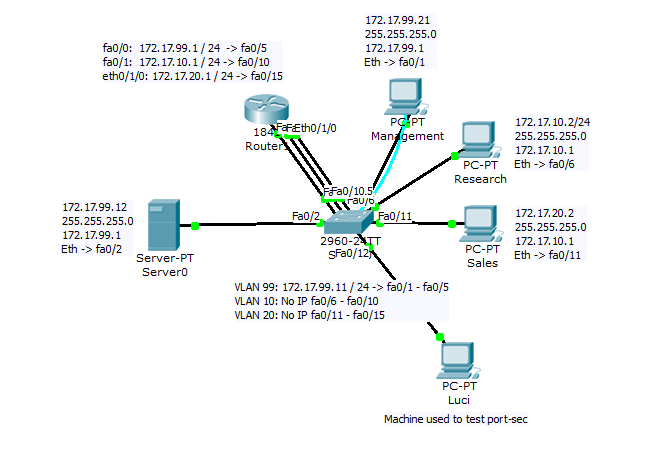 fa0/0: 172.17.99.1 / 24 -> fa0/5
fa0/1: 172.17.10.1 / 24 -> fa0/10
eth0/1/0: 172.17.20.1 / 24 -> fa0/15
172.17.99.21
255.255.255.0
172.17.99.1
Eth -> fa0/1
PC-PT
Management
Eth0/1/0
184
Router
172.17.10.2/24
255.255.255.0
172.17.10.1
Eth -> fa0/6
PC-PT
Research
172.17.99.12
255.255.255.0
172.17.99.1
Eth -> fa0/2
Server-PT
Server0
Fa0/2
Fa0/10.5
Fa0/6
Fa0/11
2960-24TT
Fa0/12
172.17.20.2
255.255.255.0
172.17.10.1
Eth -> fa0/11
PC-PT
Sales
VLAN 99: 172.17.99.11 / 24 -> fa0/1 - fa0/5
VLAN 10: No IP fa0/6 - fa0/10
VLAN 20: No IP fa0/11 - fa0/15
PC-PT
Luci
Machine used to test port-sec